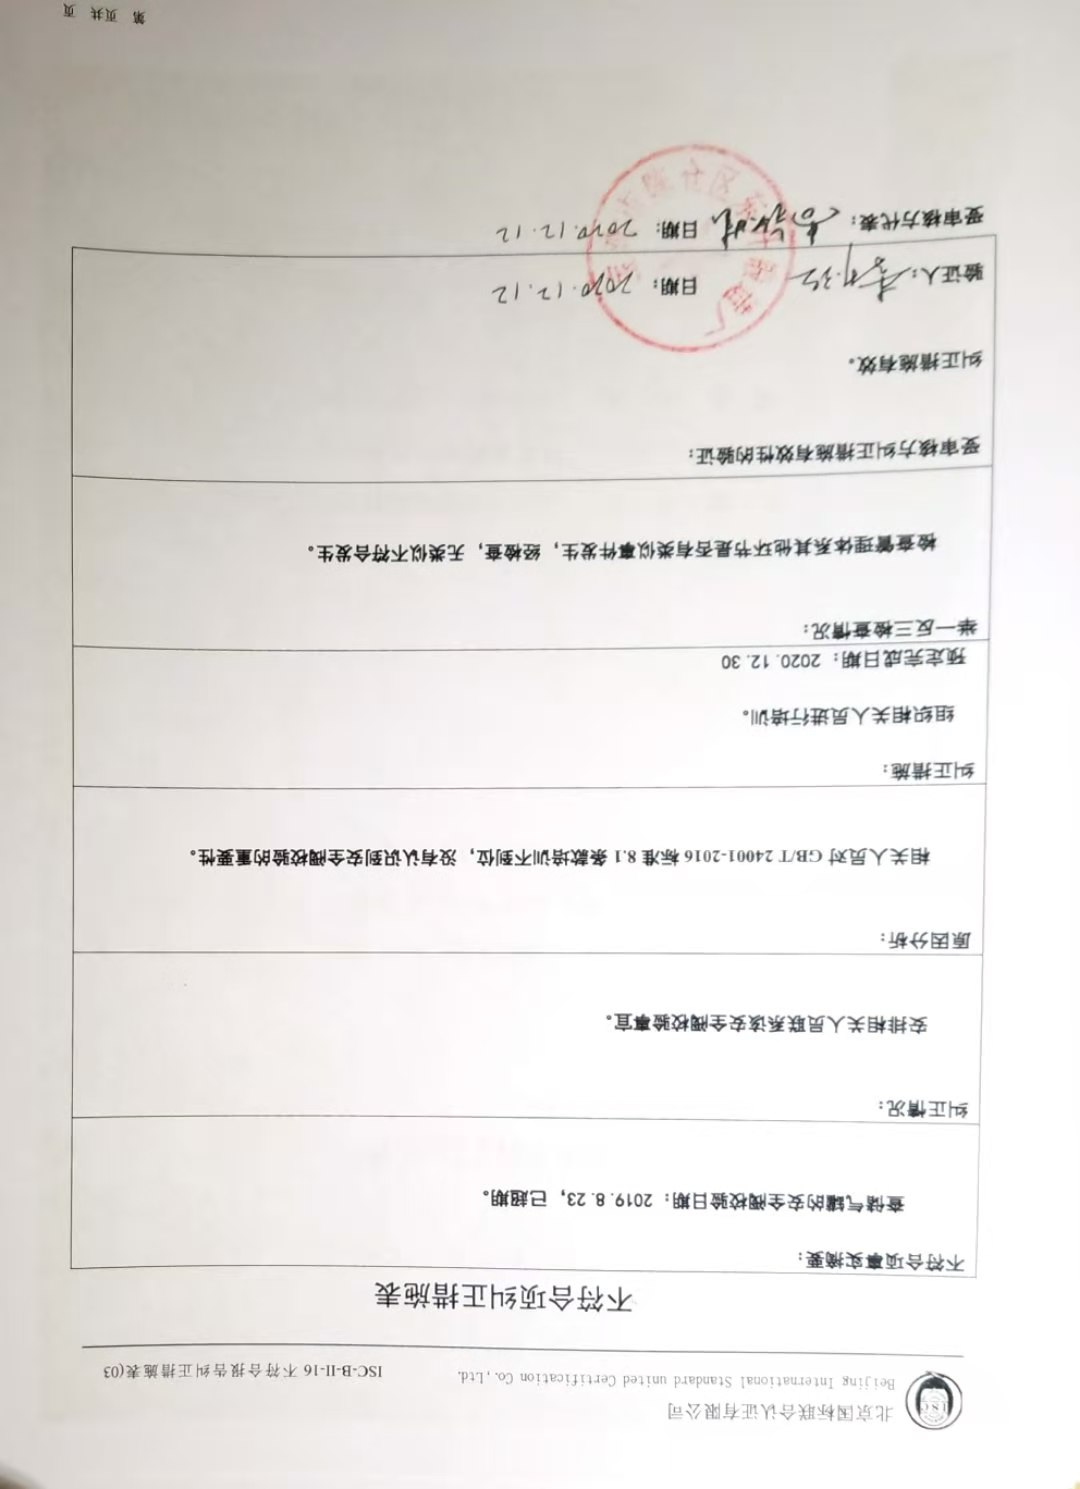 北京国标联合认证有限公司
Beijing International Standard united Certification Co.,Ltd.
ISC-B-II-16 不符合报告纠正措施表(03)
不符合项纠正措施表
不符合项事实摘要：
查储气罐的安全阀校验日期：2019.8.23，已超期。
纠正情况：
安排相关人员联系该安全阀校验事宜。
原因分析：
相关人员对 GB/T 24001-2016 标准 8.1 条款培训不到位，没有认识到安全阀校验的重要性。
纠正措施：
组织相关人员进行培训。
预定完成日期：2020.12.30
举一反三检查情况：
检查管理体系其他环节是否有类似事件发生，经检查，无类似不符合发生。
受审核方纠正措施有效性的验证：
纠正措施有效。
验证人： 日期：2020.12.12
受审核方代表： 日期：2020.12.12
第 页共 页